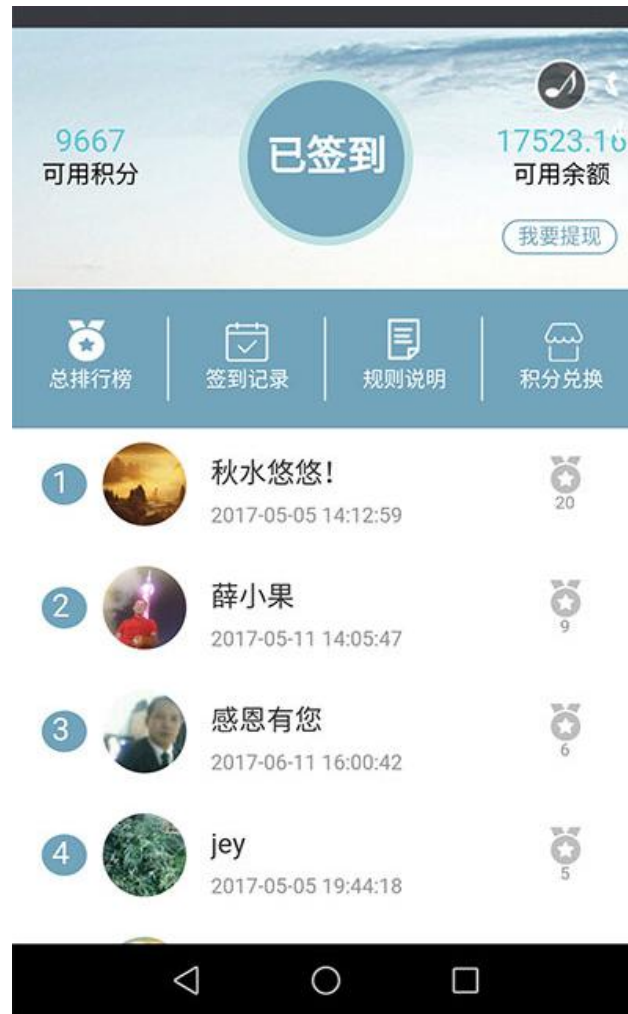 9667
可用积分
已签到
17523.16
可用余额
我要提现
总排行榜
签到记录
规则说明
积分兑换
1
秋水悠悠!
2017-05-05 14:12:59
20
2
薛小果
2017-05-11 14:05:47
9
3
感恩有您
2017-06-11 16:00:42
6
4
jey
2017-05-05 19:44:18
5